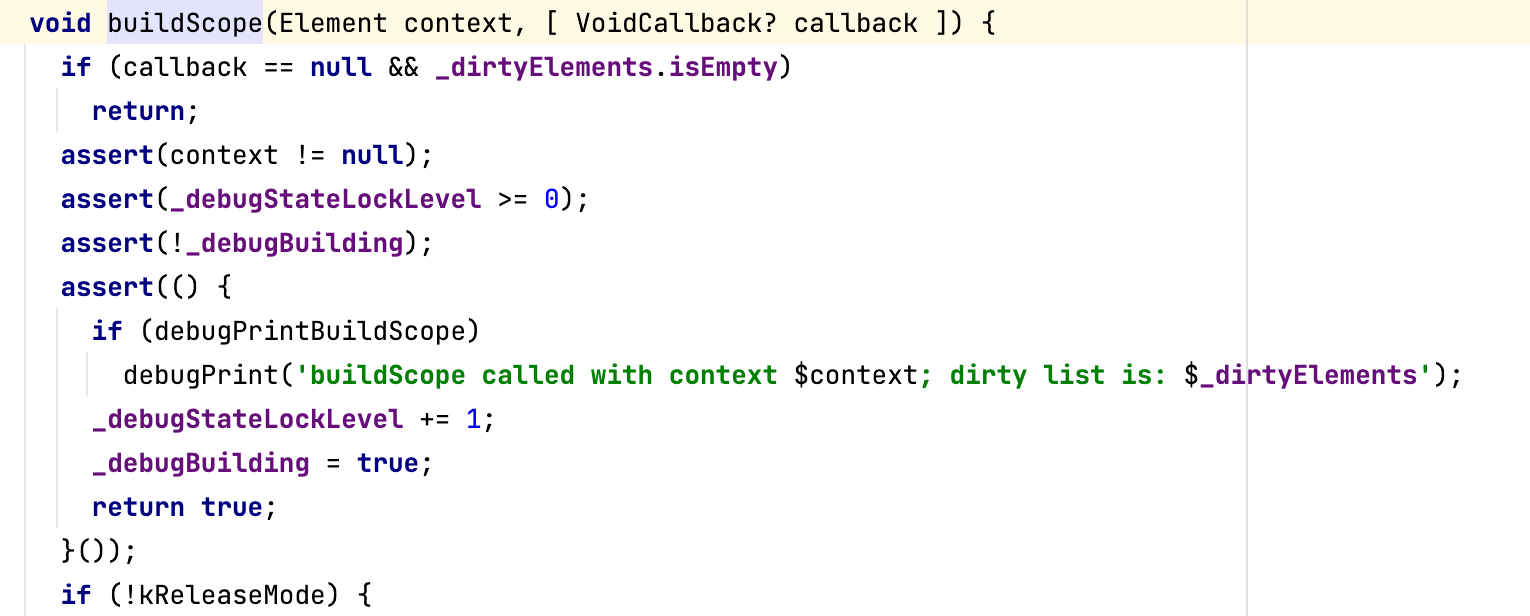 void buildScope(Element context, [ VoidCallback? callback ]) {
if (callback == null && _dirtyElements.isEmpty)
return;
assert(context != null);
assert(_debugStateLockLevel >= 0);
assert(!_debugBuilding);
assert(() {
if (debugPrintBuildScope)
debugPrint('buildScope called with context $context; dirty list is: $_dirtyElements');
_debugStateLockLevel += 1;
_debugBuilding = true;
return true;
}());
if (!kReleaseMode) {